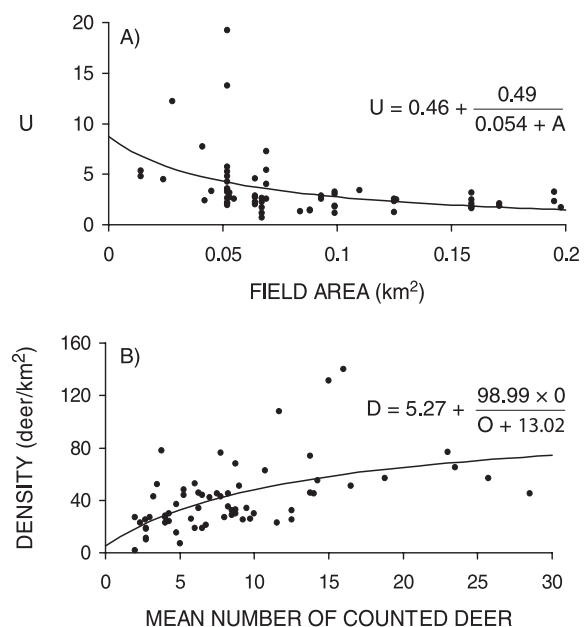 A)
20
15
10
5
0
U
U = 0.46 + 0.49 / 0.054 + A
0 0.05 0.1 0.15 0.2
FIELD AREA (km²)
B)
160
120
80
40
0
DENSITY (deer/km²)
D = 5.27 + 98.99 × 0 / O + 13.02
0 5 10 15 20 25 30
MEAN NUMBER OF COUNTED DEER